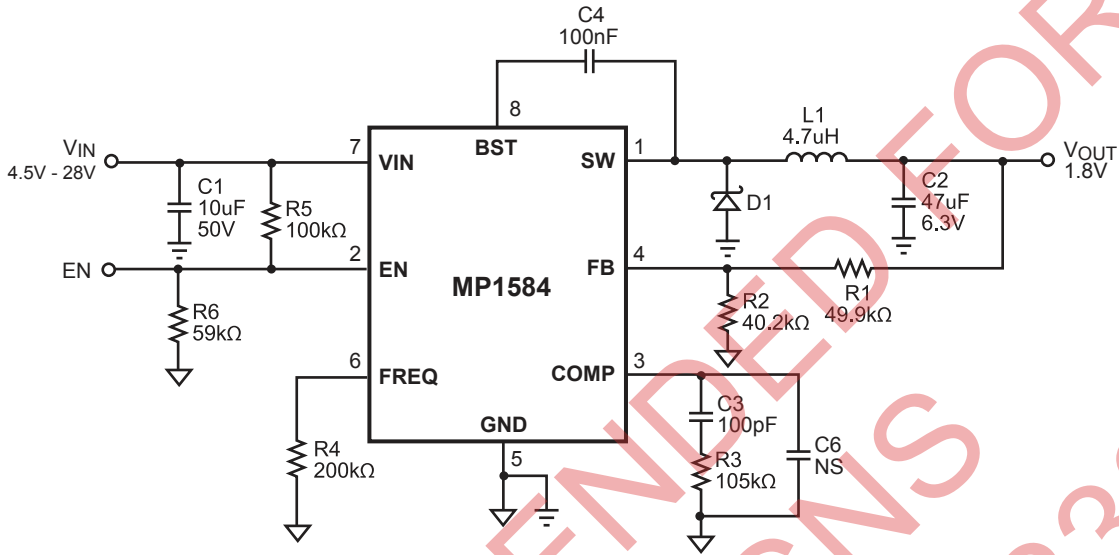 C4
100nF
8
BST
VIN
4.5V - 28V
7
VIN
C1
10uF
50V
R5
100kΩ
SW
1
L1
4.7uH
VOUT
1.8V
C2
47uF
6.3V
D1
EN
2
EN
MP1584
FB
4
R1
49.9kΩ
R2
40.2kΩ
R6
59kΩ
6
FREQ
COMP
3
C3
100pF
R3
105kΩ
C6
NS
R4
200kΩ
GND
5